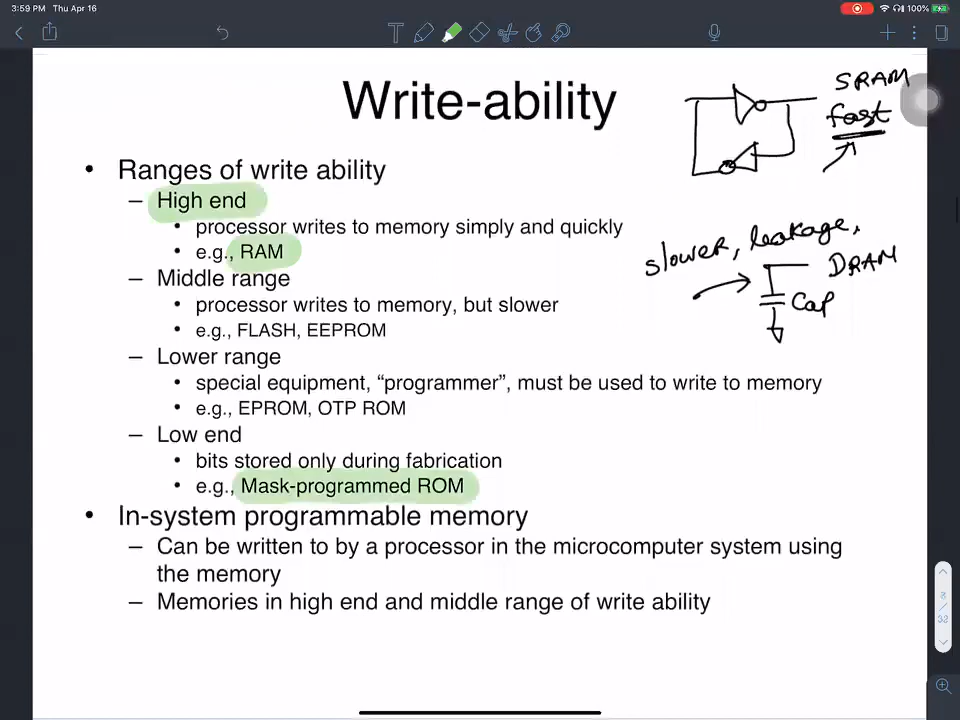 3:59 PM Thu Apr 16
100%
Write-ability
• Ranges of write ability
– High end
• processor writes to memory simply and quickly
• e.g., RAM
– Middle range
• processor writes to memory, but slower
• e.g., FLASH, EEPROM
– Lower range
• special equipment, “programmer”, must be used to write to memory
• e.g., EPROM, OTP ROM
– Low end
• bits stored only during fabrication
• e.g., Mask-programmed ROM
• In-system programmable memory
– Can be written to by a processor in the microcomputer system using
the memory
– Memories in high end and middle range of write ability
SRAM
fast
slower, leakage,
DRAM
Cap
8
/
33